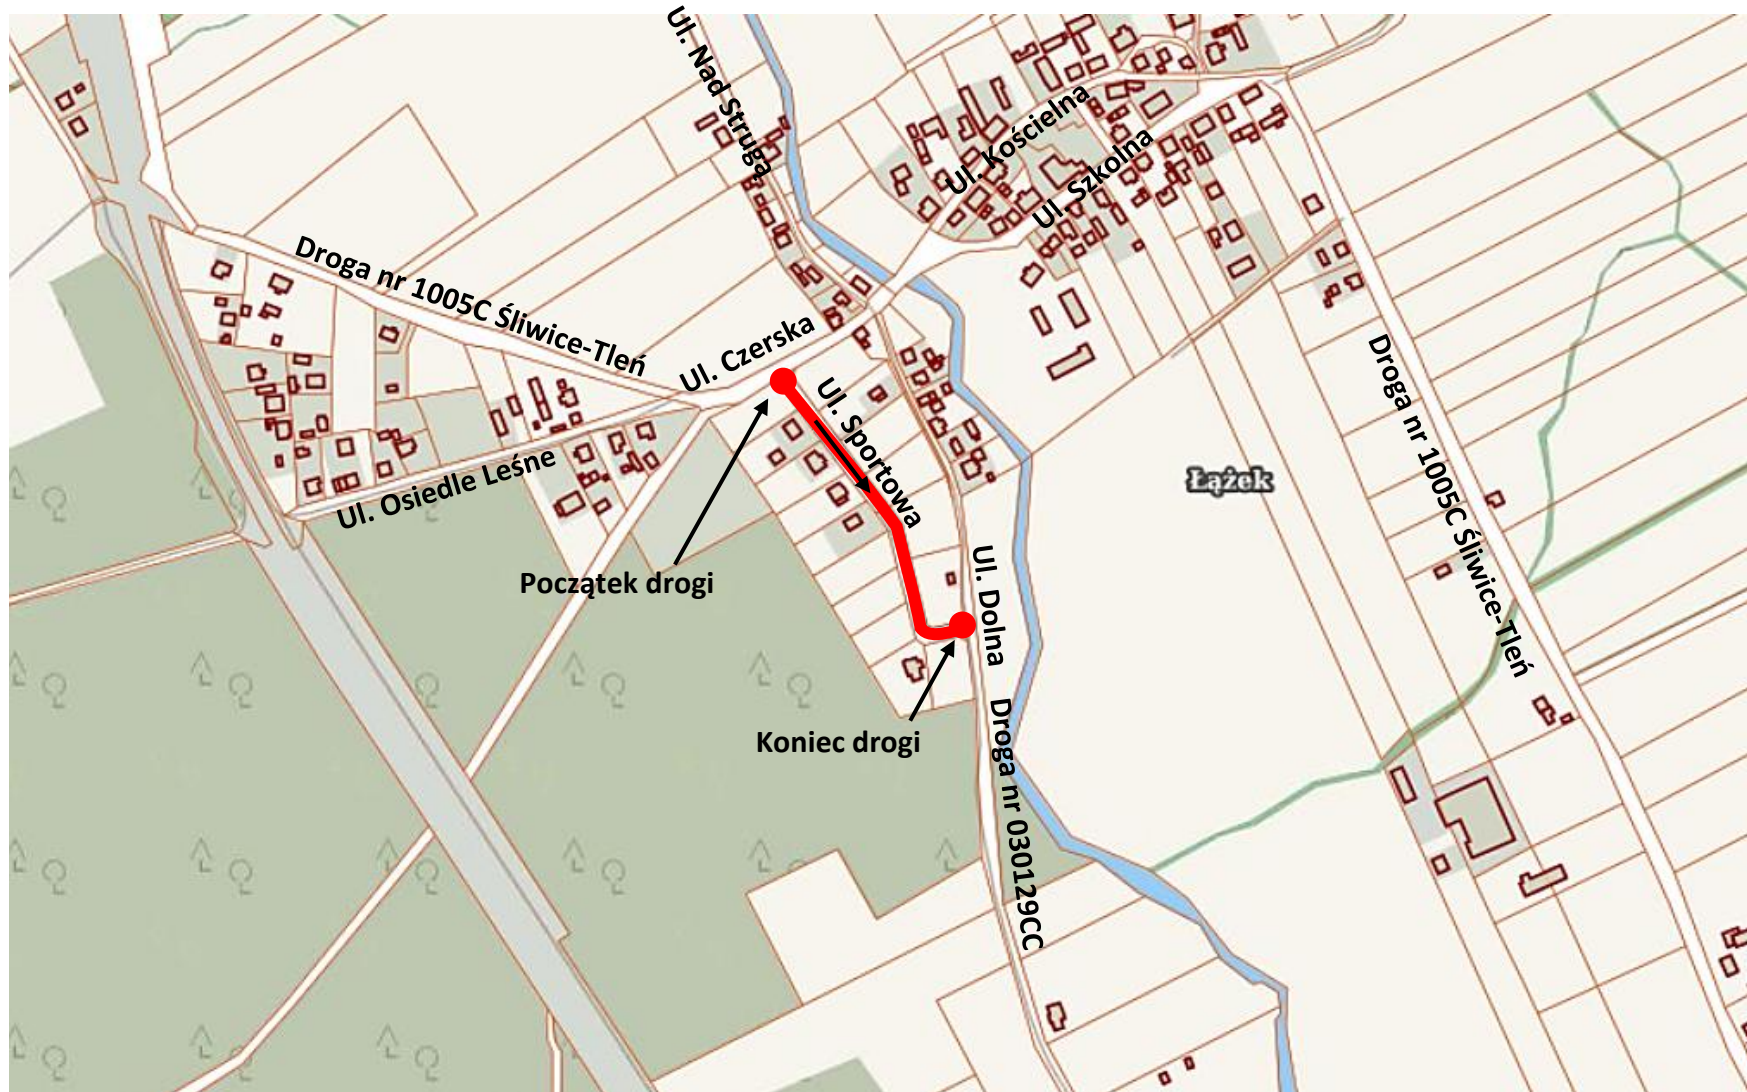 Ul. Nad Strugą
Ul. Kościelna
Ul. Szkolna
Droga nr 1005C Śliwice-Tleń
Ul. Czerska
Ul. Sportowa
Droga nr 1005C Śliwice-Tleń
Łążek
Ul. Osiedle Leśne
Początek drogi
Ul. Dolna
Koniec drogi
Droga nr 030129CC